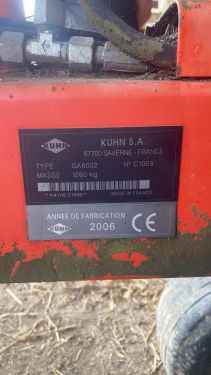 KUHN S.A.
KUHN
67700 SAVERNE - FRANCE
TYPE GA6002 N° C1059
MASSE 1260 kg
MADE IN FRANCE
ANNEE DE FABRICATION
KUHN 2006 CE